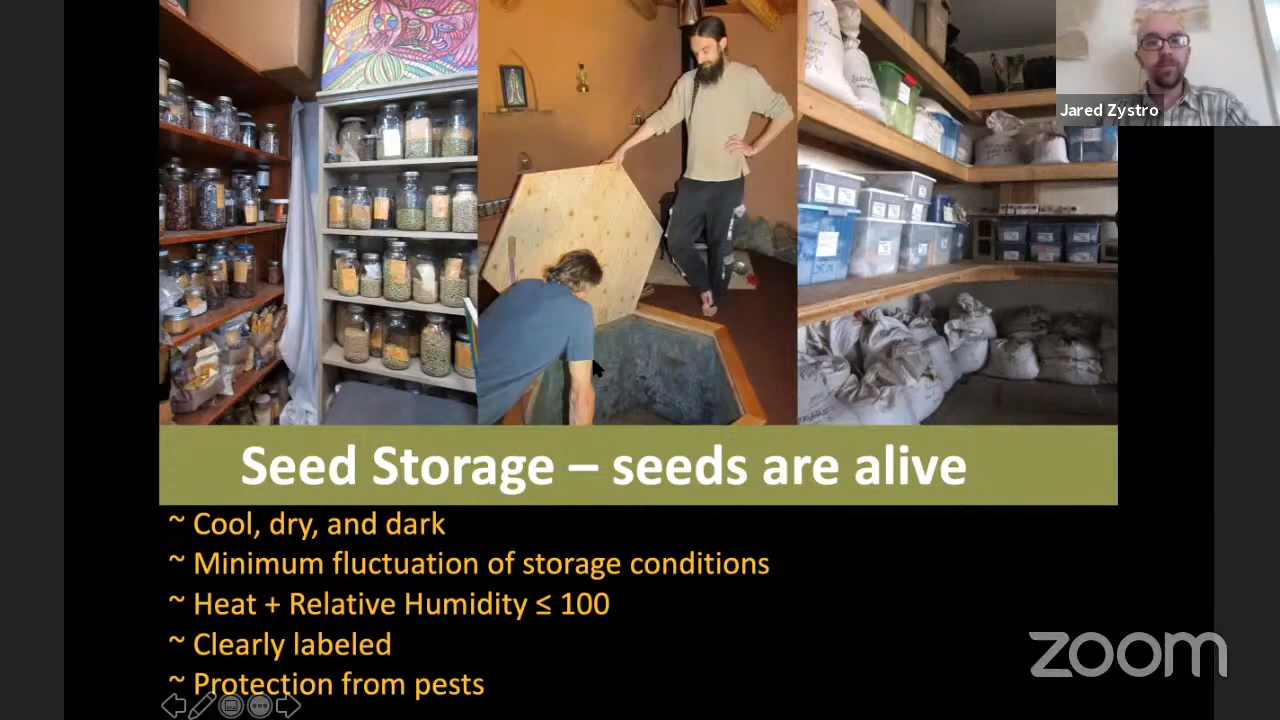 Jared Zystro
Seed Storage – seeds are alive
~ Cool, dry, and dark
~ Minimum fluctuation of storage conditions
~ Heat + Relative Humidity ≤ 100
~ Clearly labeled
~ Protection from pests
zoom